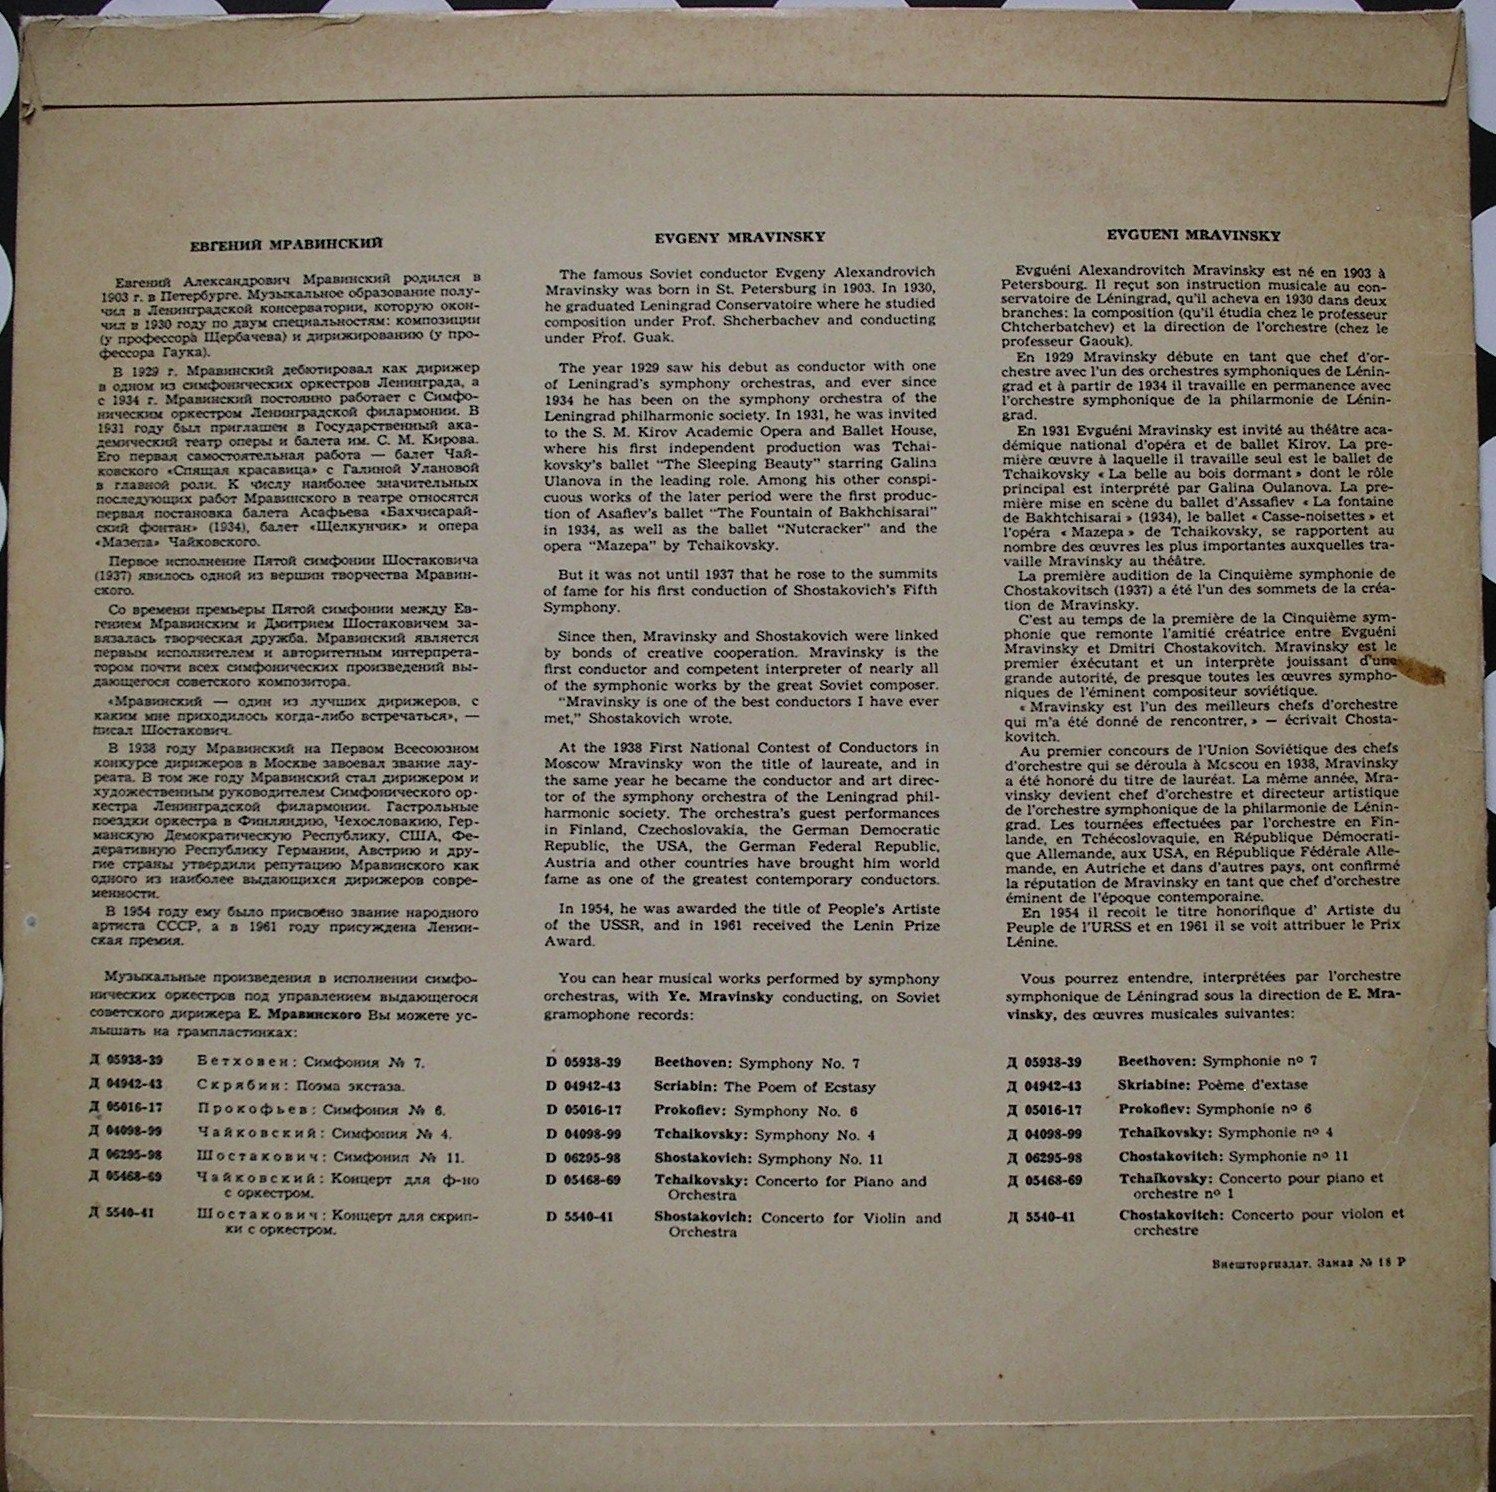 ЕВГЕНИЙ МРАВИНСКИЙ
Евгений Александрович Мравинский родился в
1903 г. в Петербурге. Музыкальное образование полу-
чил в Ленинградской консерватории, которую окон-
чил в 1930 году по двум специальностям: композиции
(у профессора Щербачева) и дирижированию (у про-
фессора Гаука).
В 1929 г. Мравинский дебютировал как дирижер
в одном из симфонических оркестров Ленинграда, а
с 1934 г. Мравинский постоянно работает с Симфо-
ническим оркестром Ленинградской филармонии. В
1931 году был приглашен в Государственный ака-
демический театр оперы и балета им. С. М. Кирова.
Его первая самостоятельная работа — балет Чай-
ковского «Спящая красавица» с Галиной Улановой
в главной роли. К числу наиболее значительных
последующих работ Мравинского в театре относятся
первая постановка балета Асафьева «Бахчисарай-
ский фонтан» (1934), балет «Щелкунчик» и опера
«Мазепа» Чайковского.
Первое исполнение Пятой симфонии Шостаковича
(1937) явилось одной из вершин творчества Мравин-
ского.
Со времени премьеры Пятой симфонии между Ев-
гением Мравинским и Дмитрием Шостаковичем за-
вязалась творческая дружба. Мравинский является
первым исполнителем и авторитетным интерпрета-
тором почти всех симфонических произведений вы-
дающегося советского композитора.
«Мравинский — один из лучших дирижеров, с
каким мне приходилось когда-либо встречаться», —
писал Шостакович.
В 1938 году Мравинский на Первом Всесоюзном
конкурсе дирижеров в Москве завоевал звание лау-
реата. В том же году Мравинский стал дирижером и
художественным руководителем Симфонического ор-
кестра Ленинградской филармонии. Гастрольные
поездки оркестра в Финляндию, Чехословакию, Гер-
манскую Демократическую Республику, США, Фе-
деративную Республику Германии, Австрию и дру-
гие страны утвердили репутацию Мравинского как
одного из наиболее выдающихся дирижеров совре-
менности.
В 1954 году ему было присвоено звание народного
артиста СССР, а в 1961 году присуждена Ленин-
ская премия.
Музыкальные произведения в исполнении симфо-
нических оркестров под управлением выдающегося
советского дирижера Е. Мравинского Вы можете ус-
лышать на грампластинках:
Д 05938-39 Бетховен: Симфония № 7.
Д 04942-43 Скрябин: Поэма экстаза.
Д 05016-17 Прокофьев: Симфония № 6.
Д 04098-99 Чайковский: Симфония № 4.
Д 06295-98 Шостакович: Симфония № 11.
Д 05468-69 Чайковский: Концерт для ф-но
с оркестром.
Д 5540-41 Шостакович: Концерт для скрип-
ки с оркестром.
EVGENY MRAVINSKY
The famous Soviet conductor Evgeny Alexandrovich
Mravinsky was born in St. Petersburg in 1903. In 1930,
he graduated Leningrad Conservatoire where he studied
composition under Prof. Shcherbachev and conducting
under Prof. Guak.
The year 1929 saw his debut as conductor with one
of Leningrad's symphony orchestras, and ever since
1934 he has been on the symphony orchestra of the
Leningrad philharmonic society. In 1931, he was invited
to the S. M. Kirov Academic Opera and Ballet House,
where his first independent production was Tchai-
kovsky's ballet "The Sleeping Beauty" starring Galina
Ulanova in the leading role. Among his other conspi-
cuous works of the later period were the first produc-
tion of Asafiev's ballet "The Fountain of Bakhchisarai"
in 1934, as well as the ballet "Nutcracker" and the
opera "Mazepa" by Tchaikovsky.
But it was not until 1937 that he rose to the summits
of fame for his first conduction of Shostakovich's Fifth
Symphony.
Since then, Mravinsky and Shostakovich were linked
by bonds of creative cooperation. Mravinsky is the
first conductor and competent interpreter of nearly all
of the symphonic works by the great Soviet composer.
"Mravinsky is one of the best conductors I have ever
met," Shostakovich wrote.
At the 1938 First National Contest of Conductors in
Moscow Mravinsky won the title of laureate, and in
the same year he became the conductor and art direc-
tor of the symphony orchestra of the Leningrad phil-
harmonic society. The orchestra's guest performances
in Finland, Czechoslovakia, the German Democratic
Republic, the USA, the German Federal Republic,
Austria and other countries have brought him world
fame as one of the greatest contemporary conductors.
In 1954, he was awarded the title of People's Artiste
of the USSR, and in 1961 received the Lenin Prize
Award.
You can hear musical works performed by symphony
orchestras, with Ye. Mravinsky conducting, on Soviet
gramophone records:
D 05938-39 Beethoven: Symphony No. 7
D 04942-43 Scriabin: The Poem of Ecstasy
D 05016-17 Prokofiev: Symphony No. 6
D 04098-99 Tchaikovsky: Symphony No. 4
D 06295-98 Shostakovich: Symphony No. 11
D 05468-69 Tchaikovsky: Concerto for Piano and
Orchestra
D 5540-41 Shostakovich: Concerto for Violin and
Orchestra
EVGUENI MRAVINSKY
Evguéni Alexandrovitch Mravinsky est né en 1903 à
Petersbourg. Il reçut son instruction musicale au con-
servatoire de Léningrad, qu'il acheva en 1930 dans deux
branches: la composition (qu'il étudia chez le professeur
Chtcherbatchev) et la direction de l'orchestre (chez le
professeur Gaouk).
En 1929 Mravinsky débute en tant que chef d'or-
chestre avec l'un des orchestres symphoniques de Lénin-
grad et à partir de 1934 il travaille en permanence avec
l'orchestre symphonique de la philarmonie de Lénin-
grad.
En 1931 Evguéni Mravinsky est invité au théâtre aca-
démique national d'opéra et de ballet Kirov. La pre-
mière œuvre à laquelle il travaille seul est le ballet de
Tchaikovsky « La belle au bois dormant » dont le rôle
principal est interprété par Galina Oulanova. La pre-
mière mise en scène du ballet d'Assafiev « La fontaine
de Bakhtchisarai » (1934), le ballet « Casse-noisettes » et
l'opéra « Mazepa » de Tchaikovsky, se rapportent au
nombre des œuvres les plus importantes auxquelles tra-
vaille Mravinsky au théâtre.
La première audition de la Cinquième symphonie de
Chostakovitsch (1937) a été l'un des sommets de la créa-
tion de Mravinsky.
C'est au temps de la première de la Cinquième sym-
phonie que remonte l'amitié créatrice entre Evguéni
Mravinsky et Dmitri Chostakovitch. Mravinsky est le
premier éxécutant et un interprète jouissant d'une
grande autorité, de presque toutes les œuvres sympho-
niques de l'éminent compositeur soviétique.
« Mravinsky est l'un des meilleurs chefs d'orchestre
qui m'a été donné de rencontrer, » — écrivait Chosta-
kovitch.
Au premier concours de l'Union Soviétique des chefs
d'orchestre qui se déroula à Moscou en 1938, Mravinsky
a été honoré du titre de lauréat. La même année, Mra-
vinsky devient chef d'orchestre et directeur artistique
de l'orchestre symphonique de la philarmonie de Lénin-
grad. Les tournées effectuées par l'orchestre en Fin-
lande, en Tchécoslovaquie, en République Démocrati-
que Allemande, aux USA, en République Fédérale Alle-
mande, en Autriche et dans d'autres pays, ont confirmé
la réputation de Mravinsky en tant que chef d'orchestre
éminent de l'époque contemporaine.
En 1954 il recoit le titre honorifique d' Artiste du
Peuple de l'URSS et en 1961 il se voit attribuer le Prix
Lénine.
Vous pourrez entendre, interprétées par l'orchestre
symphonique de Léningrad sous la direction de E. Mra-
vinsky, des œuvres musicales suivantes:
Д 05938-39 Beethoven: Symphonie nº 7
Д 04942-43 Skriabine: Poème d'extase
Д 05016-17 Prokofiev: Symphonie nº 6
Д 04098-99 Tchaïkovsky: Symphonie nº 4
Д 06295-98 Chostakovitch: Symphonie nº 11
Д 05468-69 Tchaïkovsky: Concerto pour piano et
orchestre nº 1
Д 5540-41 Chostakovitch: Concerto pour violon et
orchestre
Внешторгиздат. Заказ № 18 Р